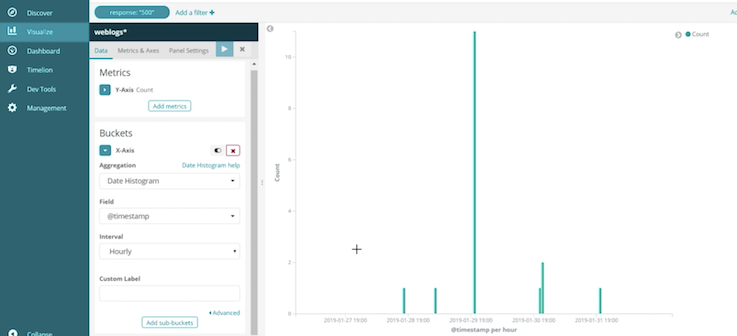 Discover
Visualize
Dashboard
Timelion
Dev Tools
Management
Collapse
response: "500"
Add a filter +
weblogs*
Data
Metrics & Axes
Panel Settings
Metrics
Y-Axis Count
Add metrics
Buckets
X-Axis
Aggregation
Date Histogram help
Date Histogram
Field
@timestamp
Interval
Hourly
Custom Label
Advanced
Add sub-buckets
Count
10
8
6
4
2
0
Count
2019-01-27 19:00
2019-01-28 19:00
2019-01-29 19:00
2019-01-30 19:00
2019-01-31 19:00
@timestamp per hour